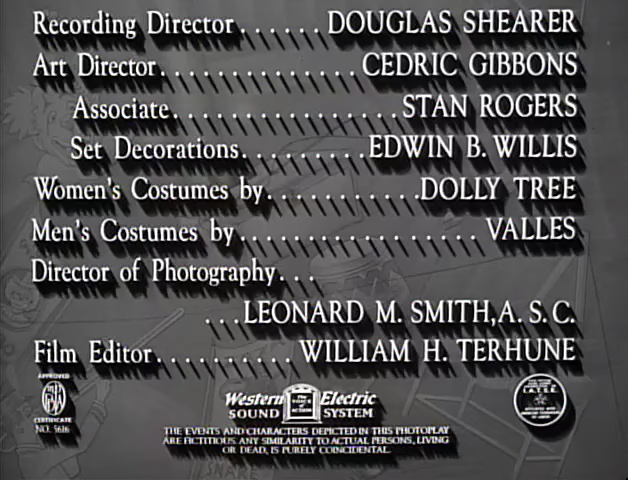 Recording Director . . . . . . DOUGLAS SHEARER
Art Director . . . . . . . . . . . . . . CEDRIC GIBBONS
Associate . . . . . . . . . . . . . . . . STAN ROGERS
Set Decorations . . . . . . . . . EDWIN B. WILLIS
Women's Costumes by . . . . . . . . . . . DOLLY TREE
Men's Costumes by . . . . . . . . . . . . . . . . . VALLES
Director of Photography . . .
. . . LEONARD M. SMITH, A. S. C.
Film Editor . . . . . . . . . . WILLIAM H. TERHUNE
APPROVED
CERTIFICATE
NO. 5616
Western Electric
SOUND SYSTEM
I.A.T.S.E.
THE EVENTS AND CHARACTERS DEPICTED IN THIS PHOTOPLAY
ARE FICTITIOUS. ANY SIMILARITY TO ACTUAL PERSONS, LIVING
OR DEAD, IS PURELY COINCIDENTAL.